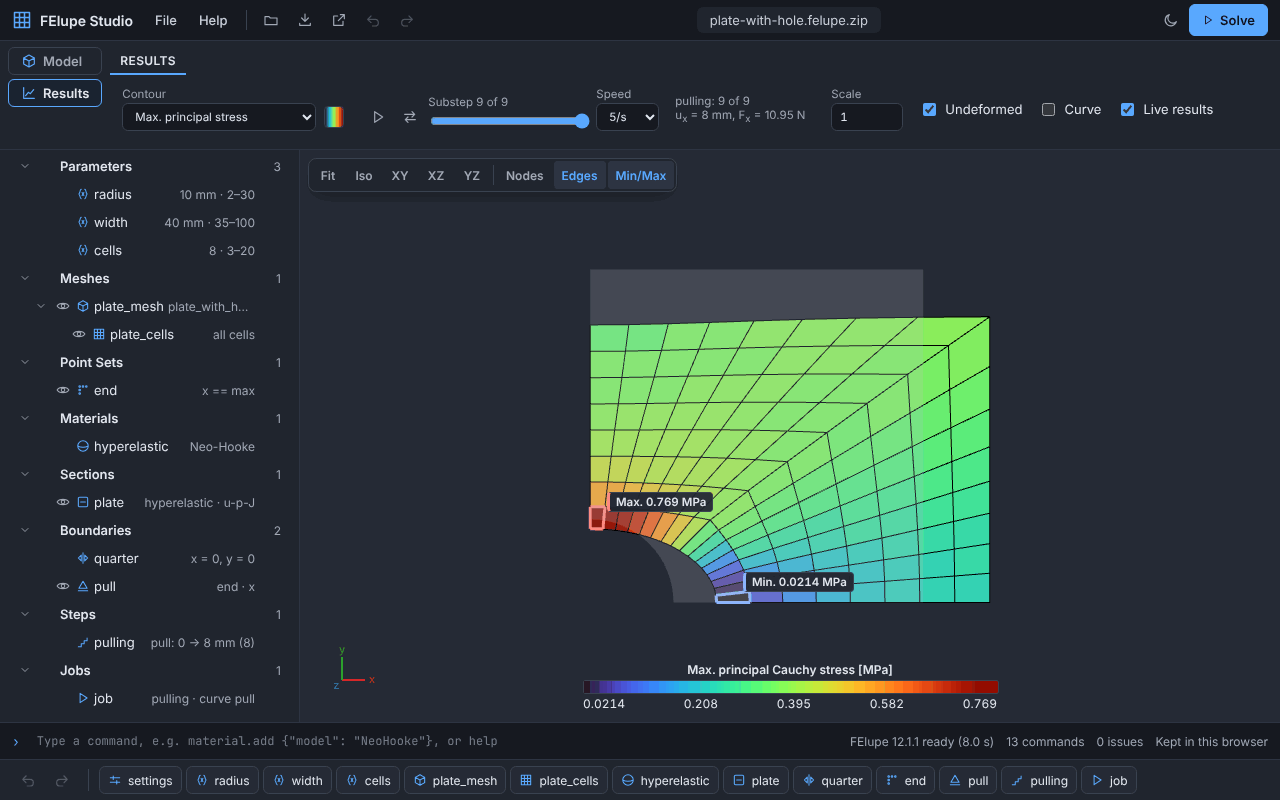 FElupe Studio File Help plate-with-hole.felupe.zip Solve
Model RESULTS
Results
Contour Substep 9 of 9 Speed pulling: 9 of 9 Scale
Max. principal stress 5/s ux = 8 mm, Fx = 10.95 N 1 Undeformed Curve Live results
Parameters 3
radius 10 mm · 2–30
width 40 mm · 35–100
cells 8 · 3–20
Meshes 1
plate_mesh plate_with_h...
plate_cells all cells
Point Sets 1
end x == max
Materials 1
hyperelastic Neo-Hooke
Sections 1
plate hyperelastic · u-p-J
Boundaries 2
quarter x = 0, y = 0
pull end · x
Steps 1
pulling pull: 0 → 8 mm (8)
Jobs 1
job pulling · curve pull
Fit Iso XY XZ YZ Nodes Edges Min/Max
Max. 0.769 MPa
Min. 0.0214 MPa
y
z x
Max. principal Cauchy stress [MPa]
0.0214 0.208 0.395 0.582 0.769
› Type a command, e.g. material.add {"model": "NeoHooke"}, or help FElupe 12.1.1 ready (8.0 s) 13 commands 0 issues Kept in this browser
settings radius width cells plate_mesh plate_cells hyperelastic plate quarter end pull pulling job